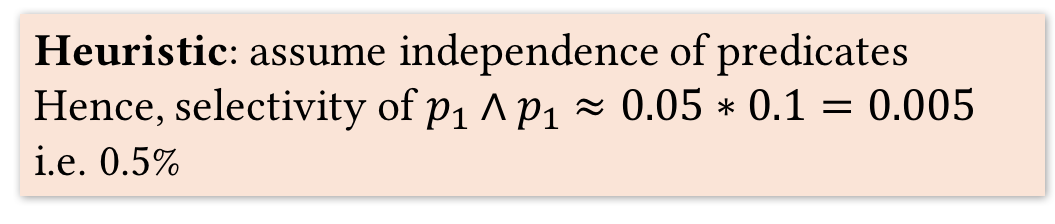 Heuristic: assume independence of predicates
Hence, selectivity of p₁ ∧ p₁ ≈ 0.05 ∗ 0.1 = 0.005
i.e. 0.5%